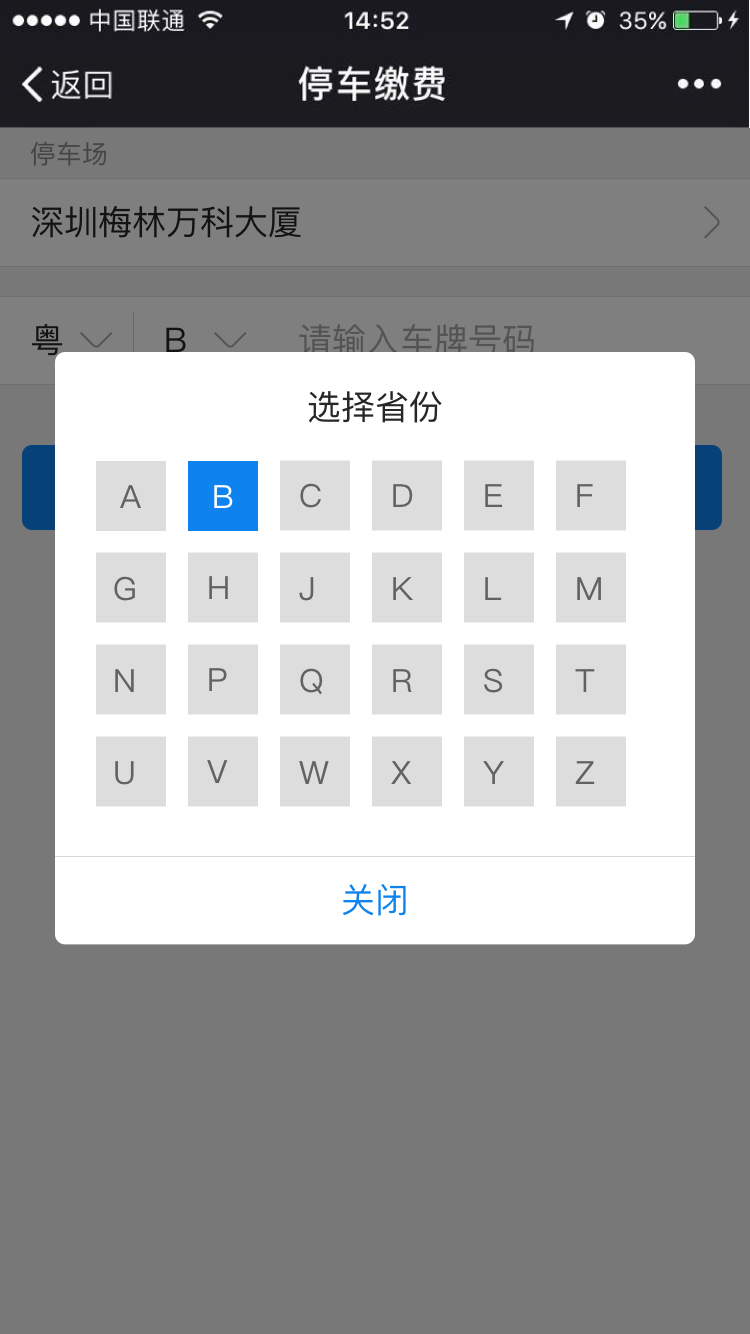 中国联通 14:52 35%
返回 停车缴费
停车场
深圳梅林万科大厦
粤 B 请输入车牌号码
选择省份
A B C D E F
G H J K L M
N P Q R S T
U V W X Y Z
关闭